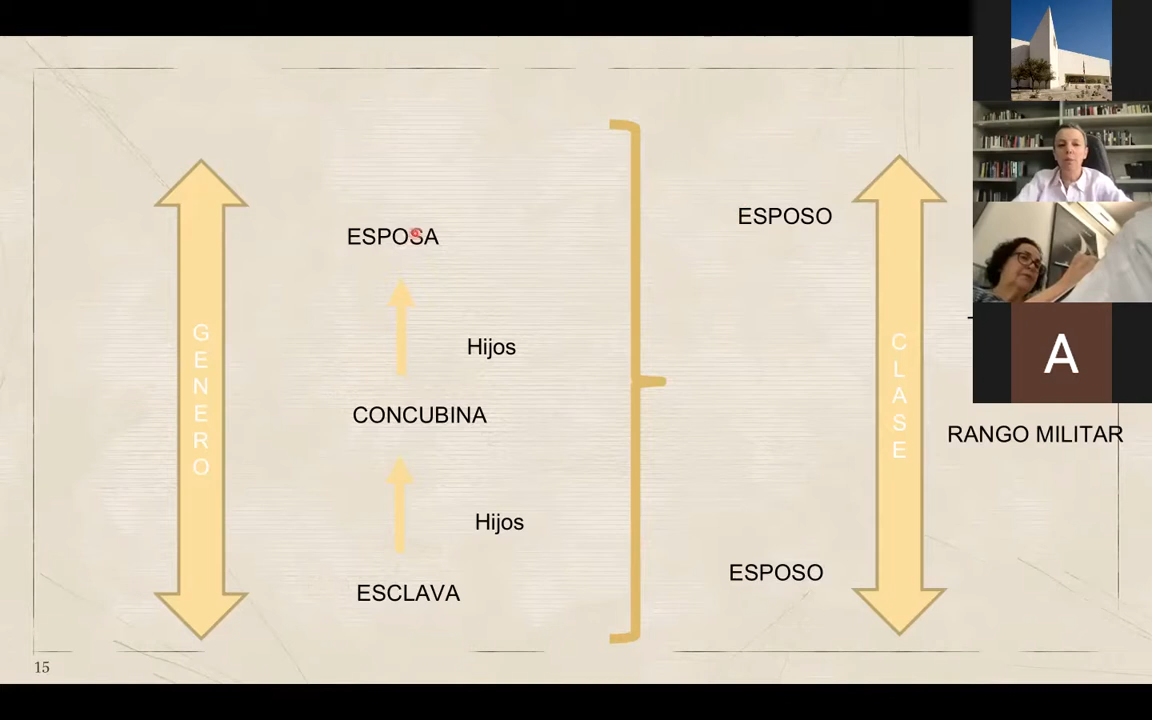 ESPOSO
ESPOSA
GENERO
Hijos
CLASE
CONCUBINA
RANGO MILITAR
Hijos
ESPOSO
ESCLAVA
15
A